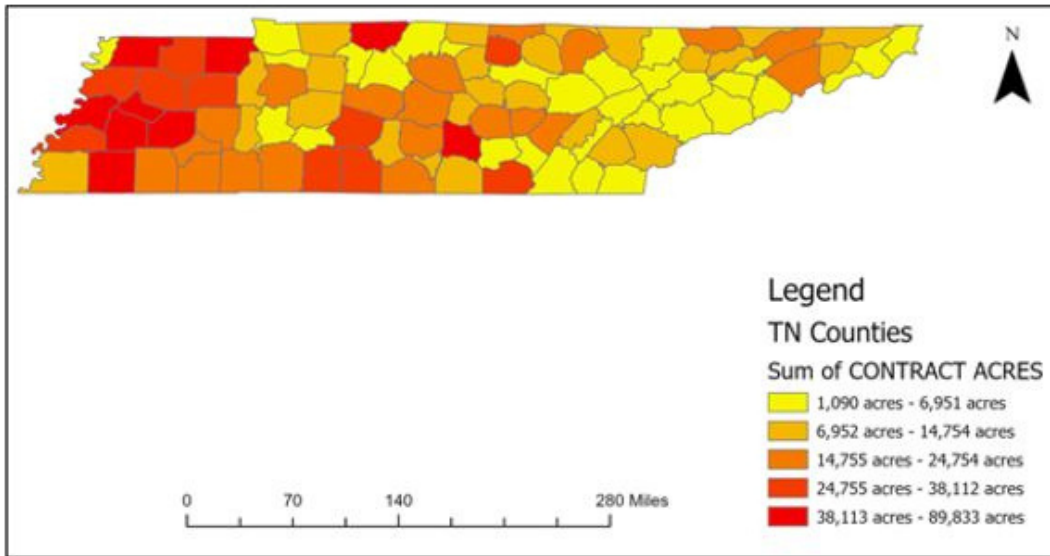 N
Legend
TN Counties
Sum of CONTRACT ACRES
1,090 acres - 6,951 acres
6,952 acres - 14,754 acres
14,755 acres - 24,754 acres
24,755 acres - 38,112 acres
38,113 acres - 89,833 acres
0 70 140 280 Miles